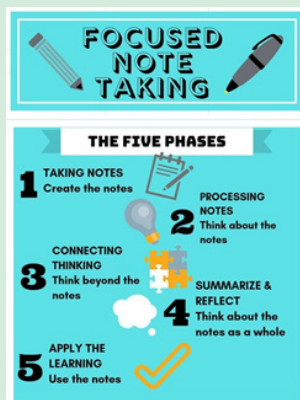 FOCUSED
NOTE
TAKING
THE FIVE PHASES
1 TAKING NOTES
Create the notes
2 PROCESSING
NOTES
Think about the
notes
3 CONNECTING
THINKING
Think beyond the
notes
4 SUMMARIZE &
REFLECT
Think about the
notes as a whole
5 APPLY THE
LEARNING
Use the notes